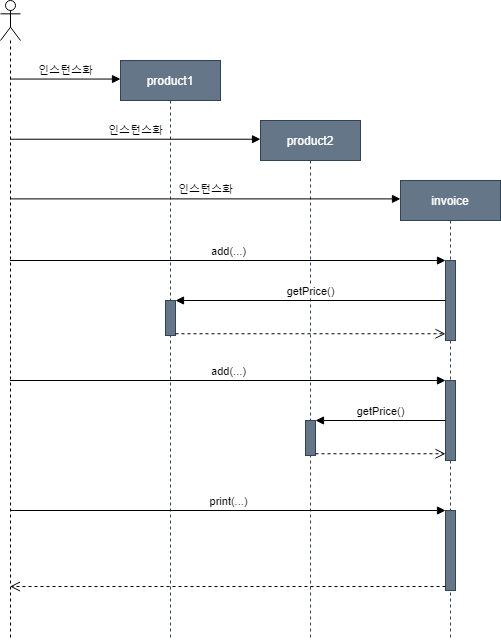 인스턴스화
product1
인스턴스화
product2
인스턴스화
invoice
add(...)
getPrice()
add(...)
getPrice()
print(...)